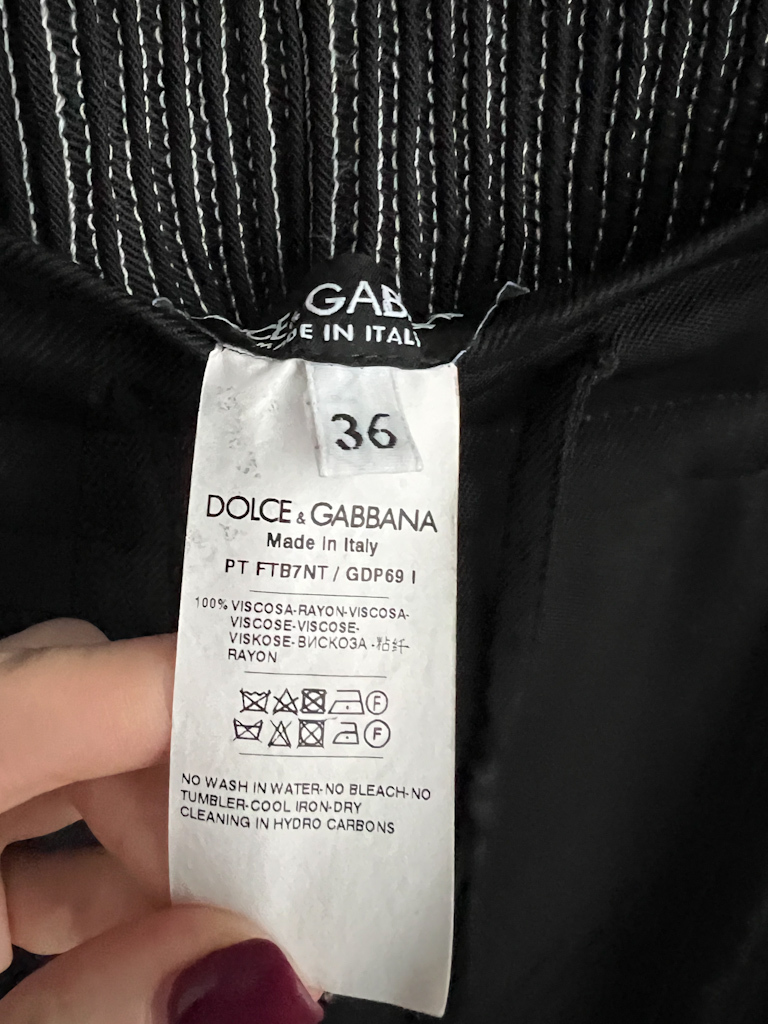 GAB
E IN ITAL
36
DOLCE & GABBANA
Made in Italy
PT FTB7NT / GDP69 I
100% VISCOSA-RAYON-VISCOSA-
VISCOSE-VISCOSE-
VISKOSE-ВИСКОЗА -粘纤-
RAYON
F
F
NO WASH IN WATER-NO BLEACH-NO
TUMBLER-COOL IRON-DRY
CLEANING IN HYDRO CARBONS